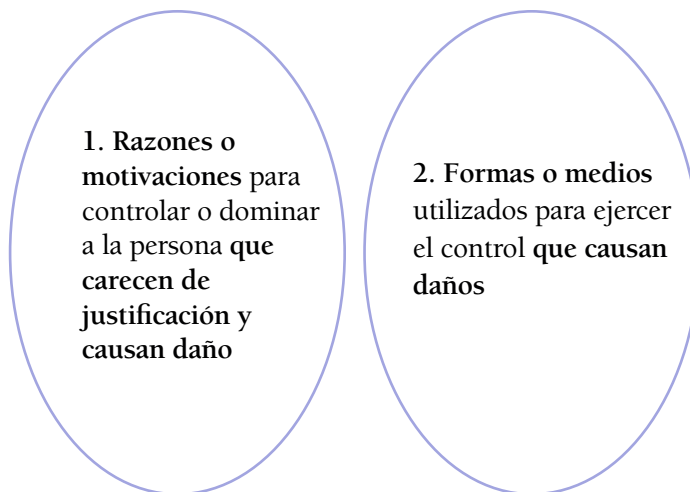 1. Razones o
motivaciones para
controlar o dominar
a la persona que
carecen de
justificación y
causan daño
2. Formas o medios
utilizados para ejercer
el control que causan
daños